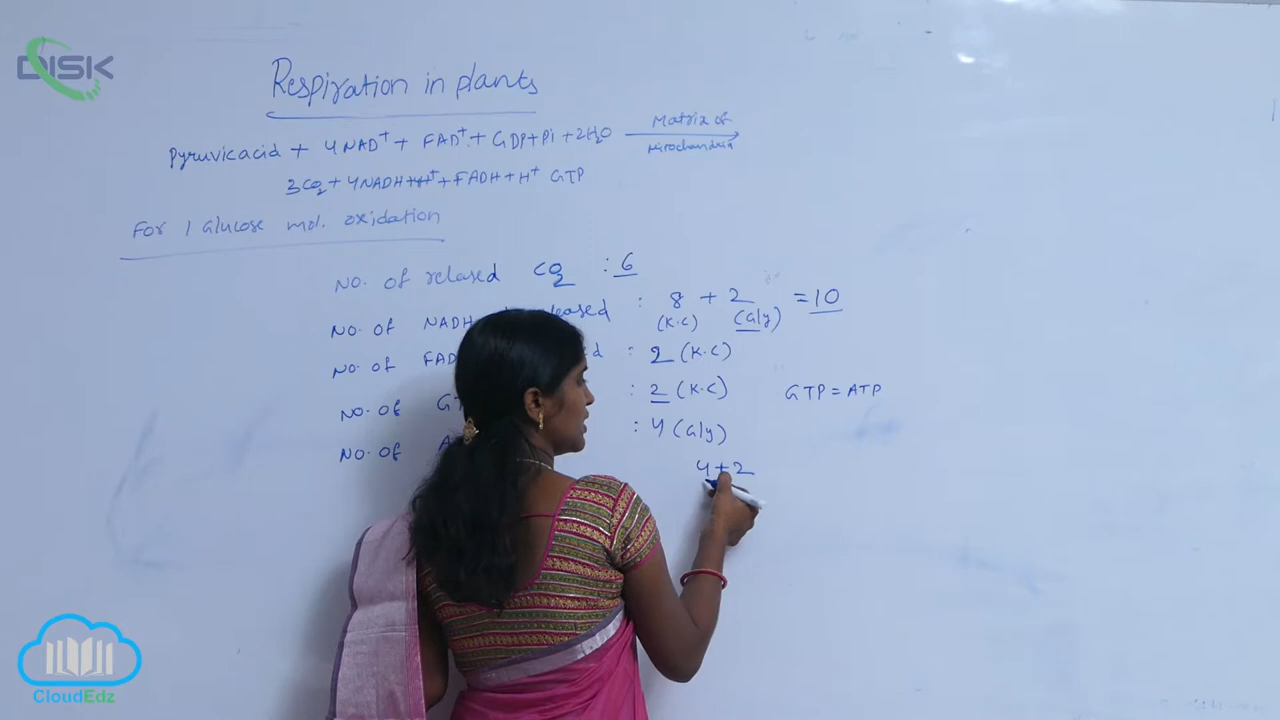 DISK
Respiration in plants
Pyruvicacid + 4NAD⁺ + FAD⁺ + GDP+Pi +2H₂O
Matrix of
Mitochandria
3CO₂ + 4NADH+H⁺ + FADH+H⁺ GTP
For 1 Glucose mol. oxidation
NO. of relased CO₂ : 6
NO. of NADH : 8 + 2 = 10
(K.C) (Gly)
NO. of FAD : 2 (K.C)
NO. of : 2 (K.C) GTP = ATP
NO. of : 4 (Gly)
4+2
CloudEdz